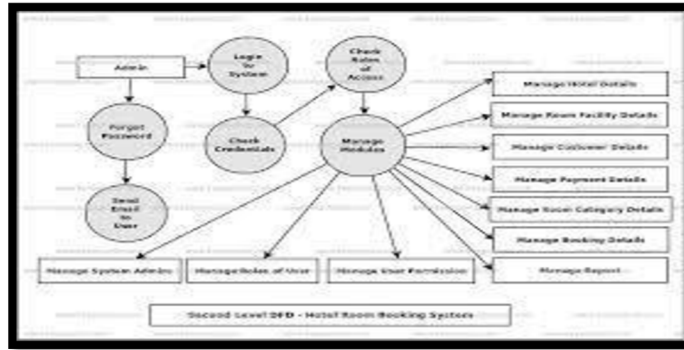 Admin
Login
to
System
Check
Roles
of
Access
Forgot
Password
Check
Credentials
Manage
Modules
Send
Email
to
User
Manage Hotel Details
Manage Room Facility Details
Manage Customer Details
Manage Payment Details
Manage Room Category Details
Manage Booking Details
Manage Report
Manage System Admins
Manage Roles of User
Manage User Permission
Second Level DFD - Hotel Room Booking System